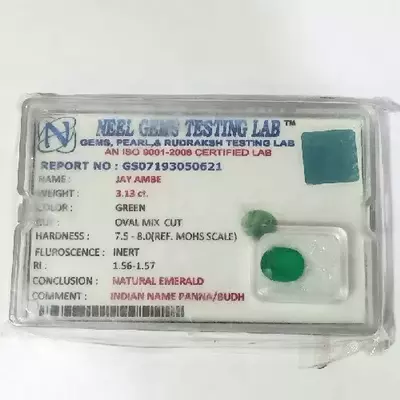 N NEEL GEMS TESTING LAB ™
GEMS, PEARL, & RUDRAKSH TESTING LAB
AN ISO 9001-2008 CERTIFIED LAB
REPORT NO: GS07193050621
NAME : JAY AMBE
WEIGHT : 3.13 ct.
COLOR : GREEN
CUT : OVAL MIX CUT
HARDNESS : 7.5 - 8.0(REF. MOHS SCALE)
FLUROSCENCE : INERT
RI : 1.56-1.57
CONCLUSION : NATURAL EMERALD
COMMENT : INDIAN NAME PANNA/BUDH